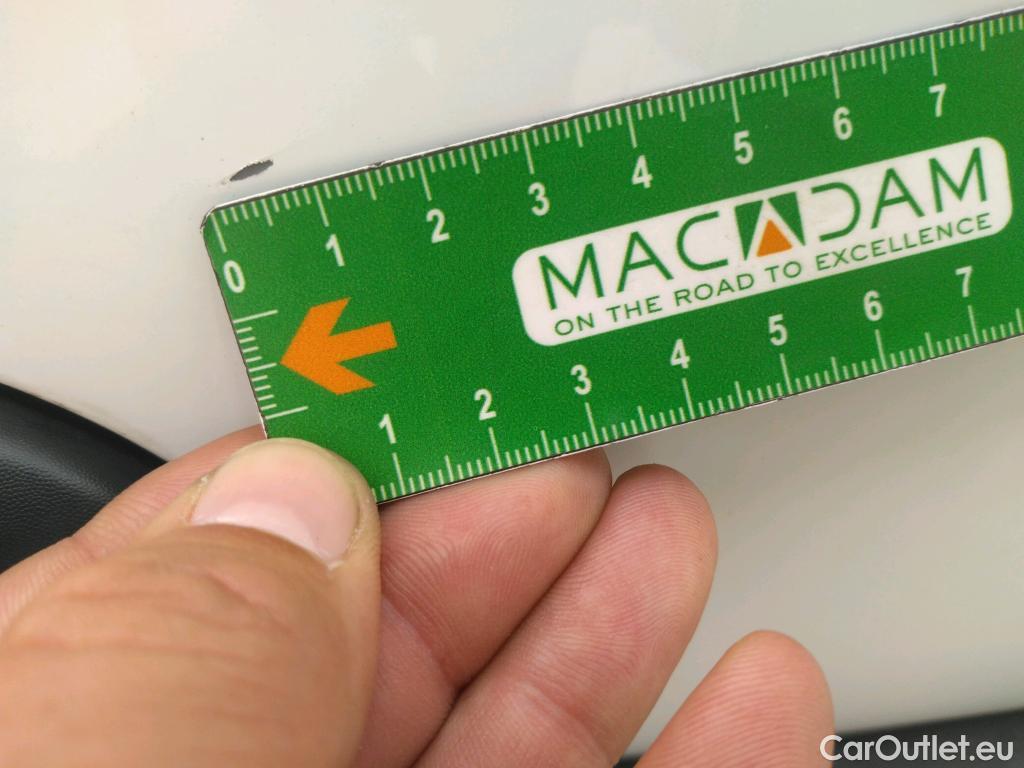 0 1 2 3 4 5 6 7
MACADAM
ON THE ROAD TO EXCELLENCE
1 2 3 4 5 6 7
CarOutlet.eu